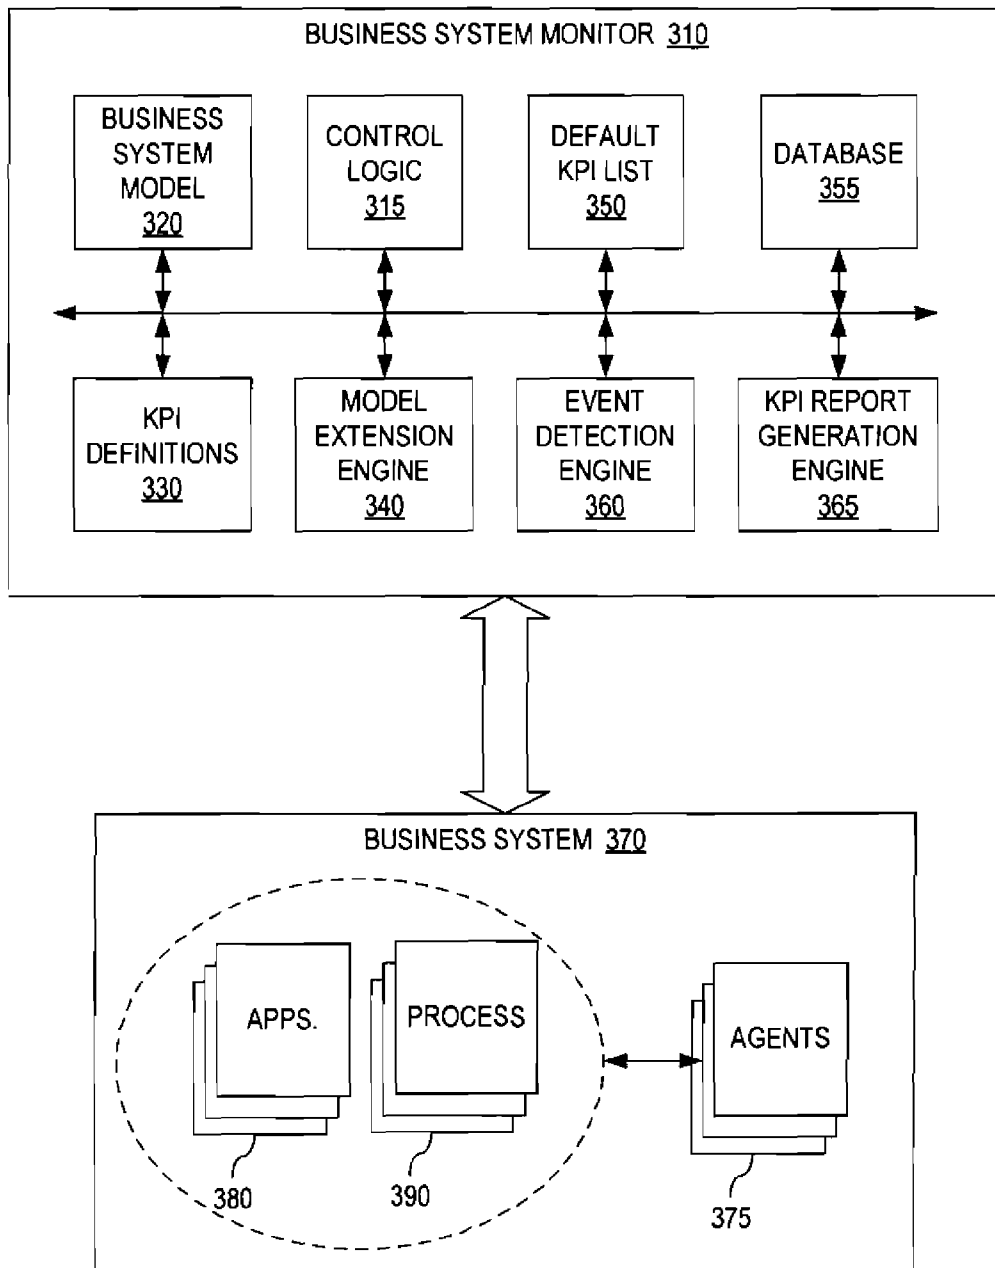 BUSINESS SYSTEM MONITOR 310
BUSINESS
SYSTEM
MODEL
320
CONTROL
LOGIC
315
DEFAULT
KPI LIST
350
DATABASE
355
KPI
DEFINITIONS
330
MODEL
EXTENSION
ENGINE
340
EVENT
DETECTION
ENGINE
360
KPI REPORT
GENERATION
ENGINE
365
BUSINESS SYSTEM 370
APPS.
PROCESS
AGENTS
380
390
375